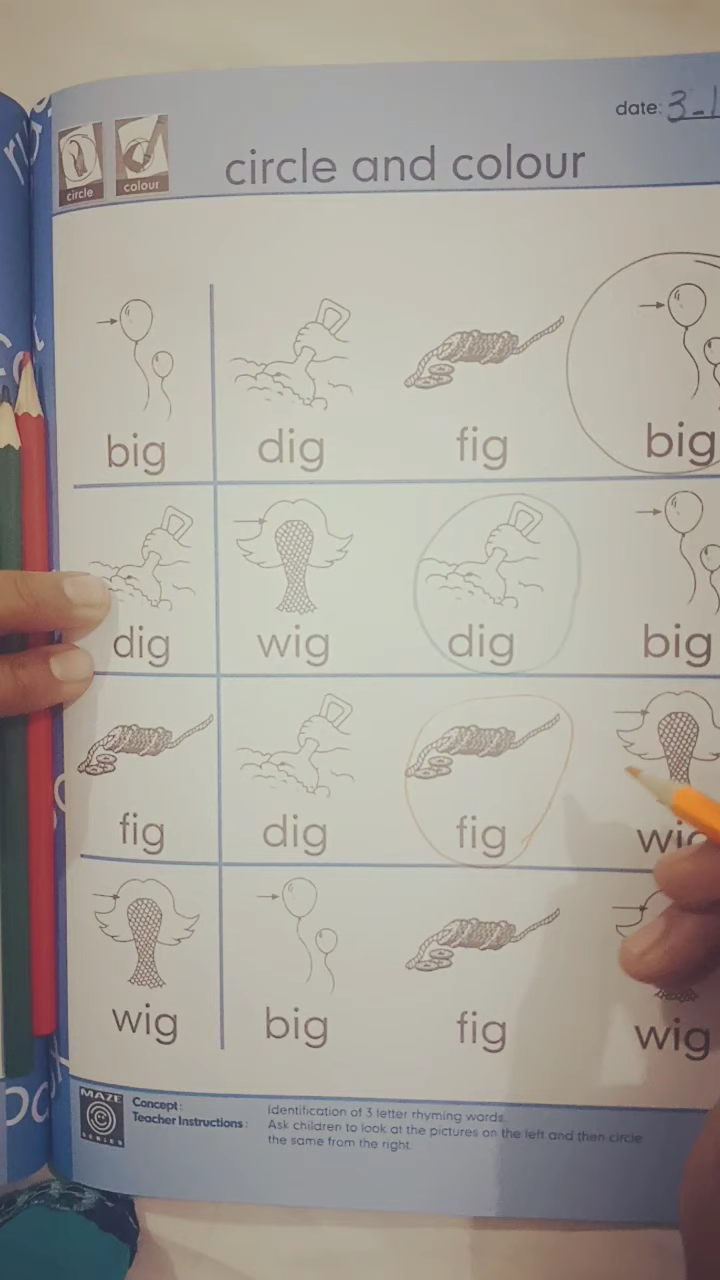 date: 3-1
circle
colour
circle and colour
big dig fig big
dig wig dig big
fig dig fig
wig big fig wig
MAZE
SERIES
Concept: Identification of 3 letter rhyming words.
Teacher Instructions: Ask children to look at the pictures on the left and then circle
the same from the right.